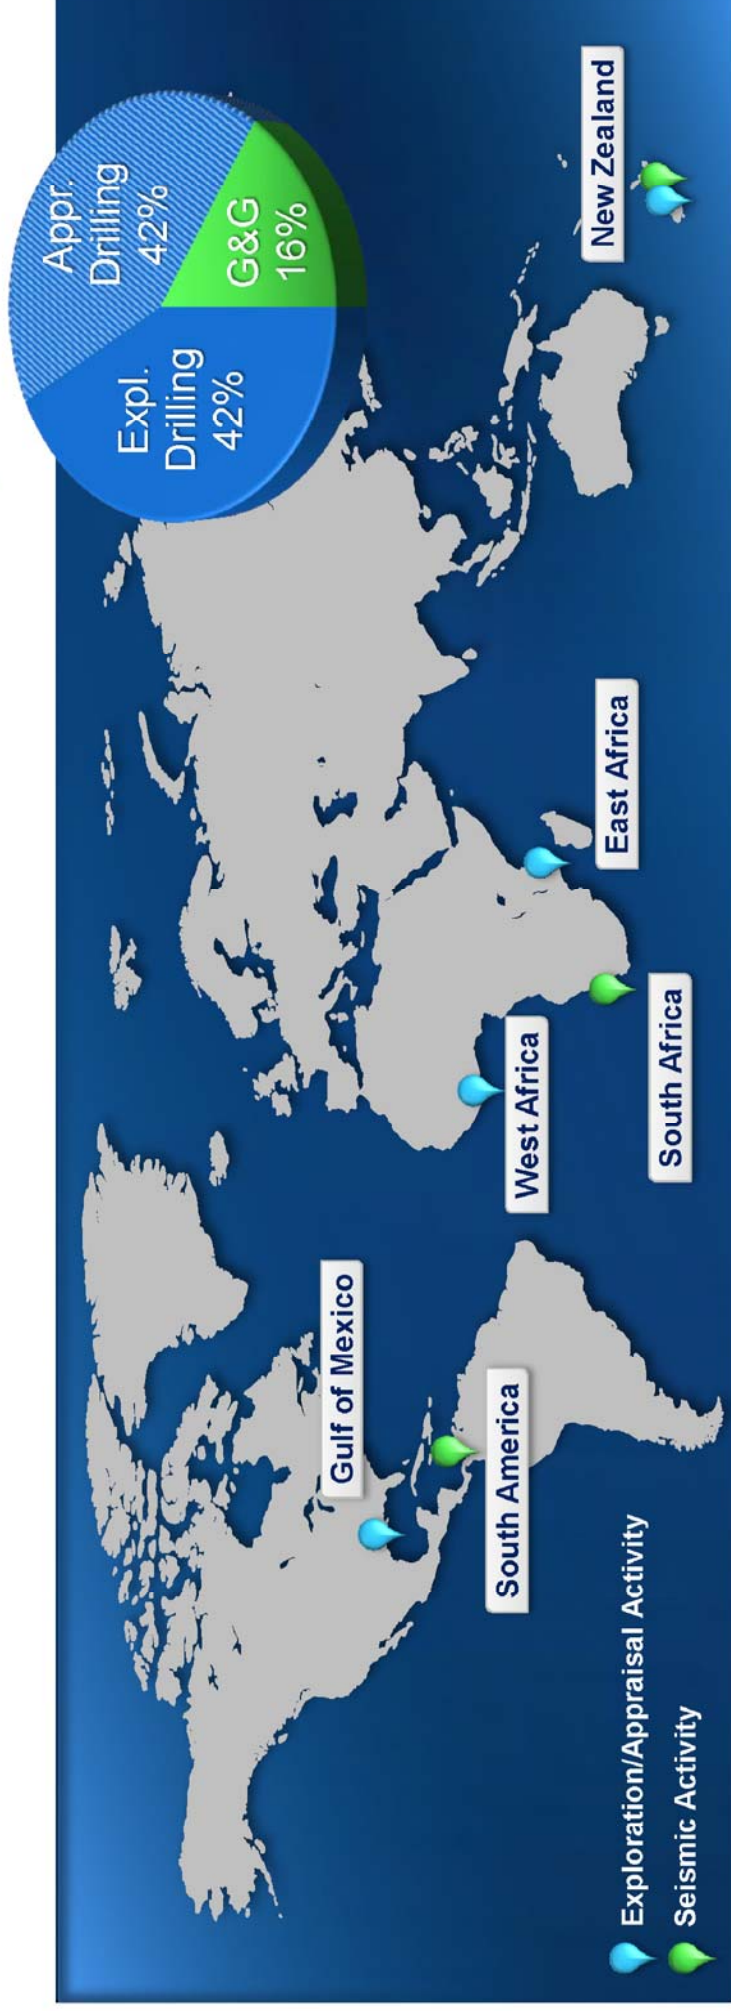 Appr.
Drilling
42%
Expl.
Drilling
42%
G&G
16%
Gulf of Mexico
South America
West Africa
South Africa
East Africa
New Zealand
Exploration/Appraisal Activity
Seismic Activity